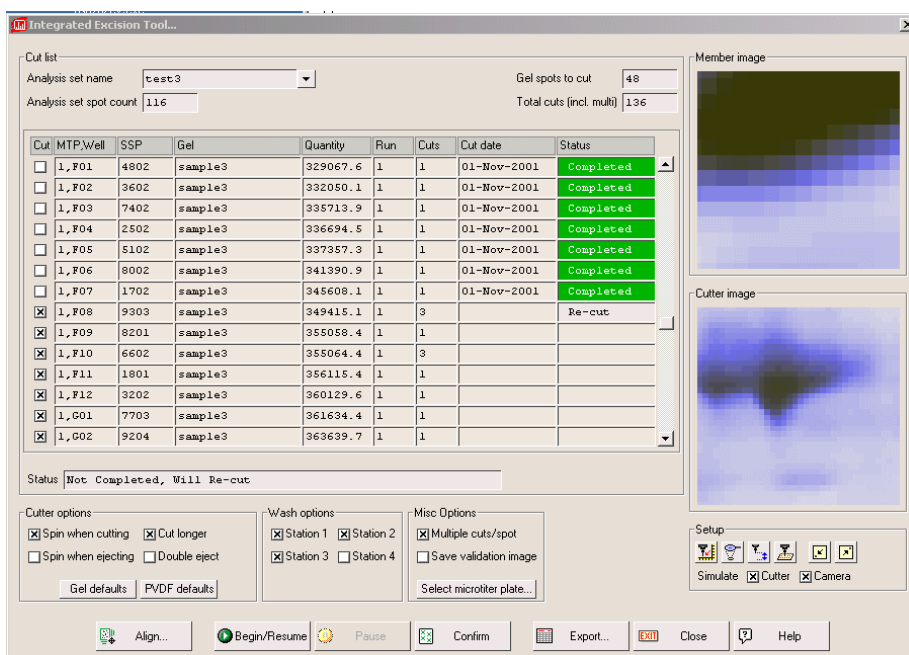 Integrated Excision Tool...
Cut list
Analysis set name test3 Gel spots to cut 48
Analysis set spot count 116 Total cuts (incl. multi) 136
Cut MTP,Well SSP Gel Quantity Run Cuts Cut date Status
1,F01 4802 sample3 329067.6 1 1 01-Nov-2001 Completed
1,F02 3602 sample3 332050.1 1 1 01-Nov-2001 Completed
1,F03 7402 sample3 335713.9 1 1 01-Nov-2001 Completed
1,F04 2502 sample3 336694.5 1 1 01-Nov-2001 Completed
1,F05 5102 sample3 337357.3 1 1 01-Nov-2001 Completed
1,F06 8002 sample3 341390.9 1 1 01-Nov-2001 Completed
1,F07 1702 sample3 345608.1 1 1 01-Nov-2001 Completed
1,F08 9303 sample3 349415.1 1 3 Re-cut
1,F09 8201 sample3 355058.4 1 1
1,F10 6602 sample3 355064.4 1 3
1,F11 1801 sample3 356115.4 1 1
1,F12 3202 sample3 360129.6 1 1
1,G01 7703 sample3 361634.4 1 1
1,G02 9204 sample3 363639.7 1 1
Status Not Completed, Will Re-cut
Member image
Cutter image
Cutter options
Spin when cutting Cut longer
Spin when ejecting Double eject
Gel defaults PVDF defaults
Wash options
Station 1 Station 2
Station 3 Station 4
Misc Options
Multiple cuts/spot
Save validation image
Select microtiter plate...
Setup
Simulate Cutter Camera
Align... Begin/Resume Pause Confirm Export... EXIT Close Help